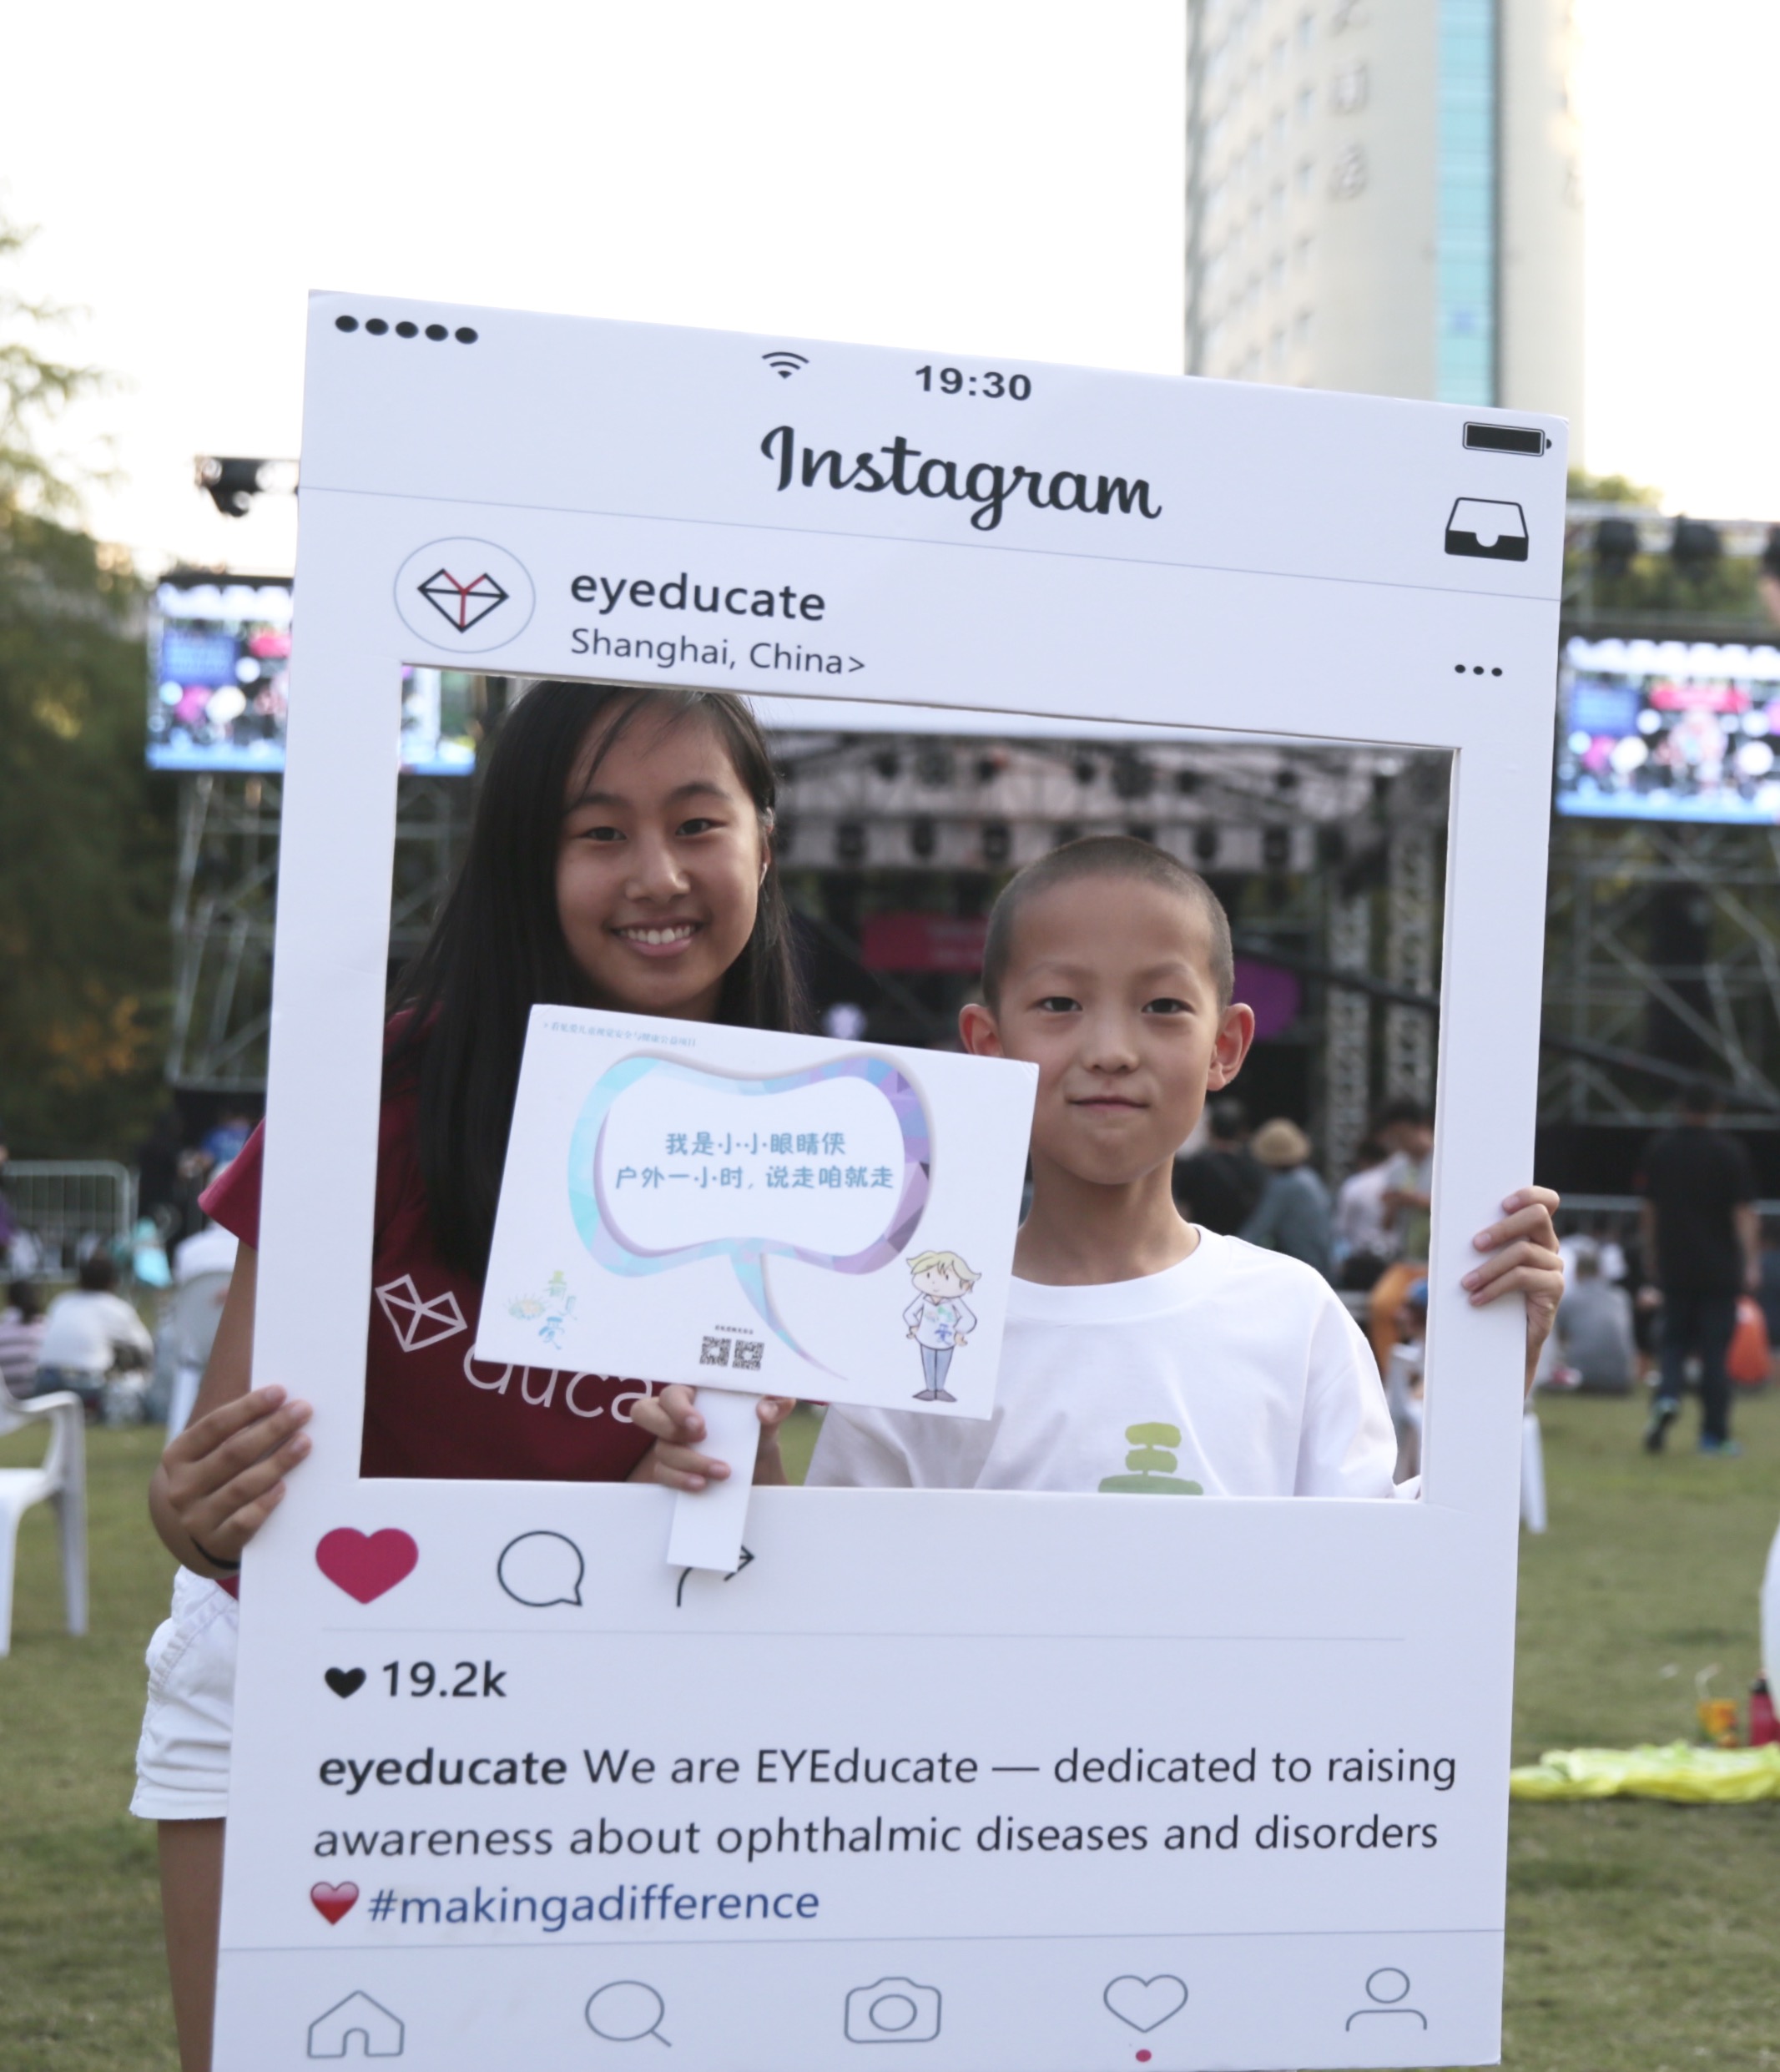 19:30
Instagram
eyeducate
Shanghai, China>
我是小小眼睛侠
户外一小时，说走咱就走
duca
19.2k
eyeducate We are EYEducate — dedicated to raising
awareness about ophthalmic diseases and disorders
#makingadifference